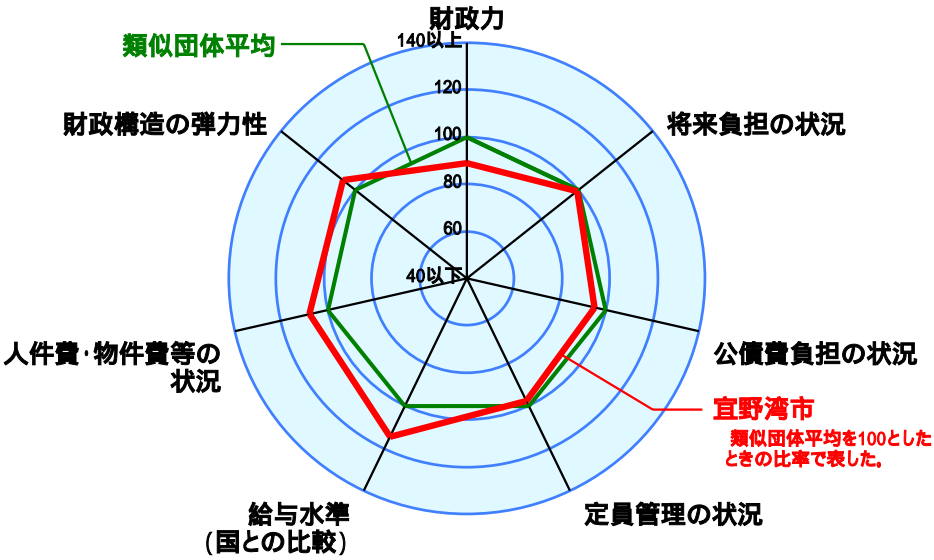 財政力
類似団体平均
140以上
120
100
80
60
40以下
財政構造の弾力性
将来負担の状況
人件費・物件費等の
状況
公債費負担の状況
宜野湾市
類似団体平均を100とした
ときの比率で表した。
給与水準
(国との比較)
定員管理の状況